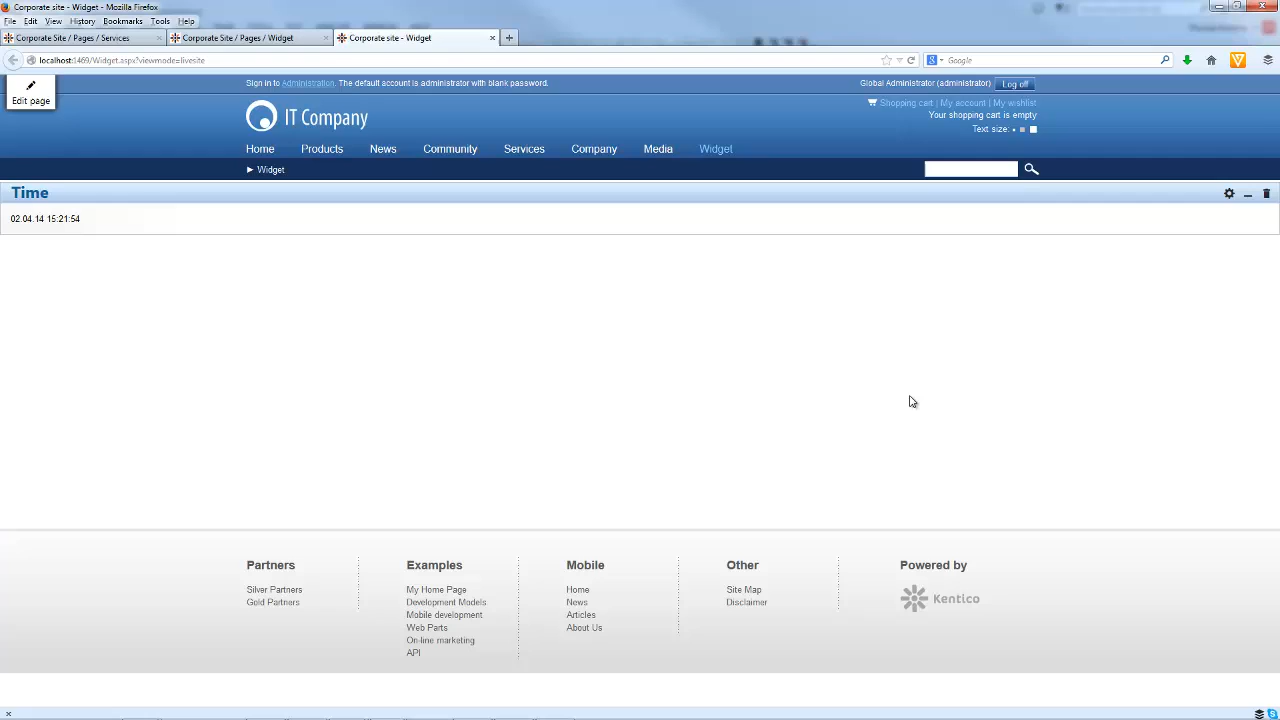 Corporate site - Widget - Mozilla Firefox
File Edit View History Bookmarks Tools Help
Corporate Site / Pages / Services
Corporate Site / Pages / Widget
Corporate site - Widget
localhost:1469/Widget.aspx?viewmode=livesite
Google
Edit page
Sign in to Administration. The default account is administrator with blank password.
Global Administrator (administrator) Log off
IT Company
Shopping cart | My account | My wishlist
Your shopping cart is empty
Text size:
Home Products News Community Services Company Media Widget
Widget
Time
02.04.14 15:21:54
Partners
Silver Partners
Gold Partners
Examples
My Home Page
Development Models
Mobile development
Web Parts
On-line marketing
API
Mobile
Home
News
Articles
About Us
Other
Site Map
Disclaimer
Powered by
Kentico